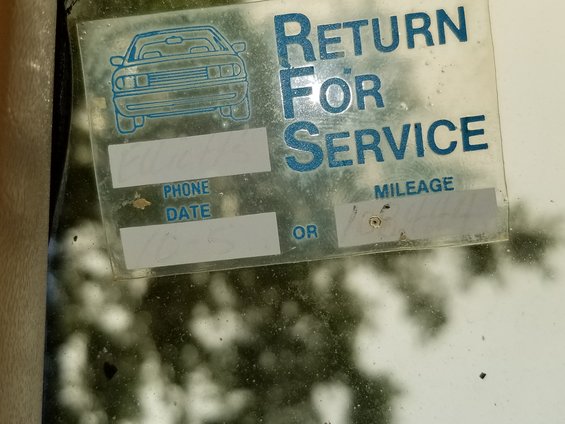 RETURN
FOR
SERVICE
PHONE
MILEAGE
DATE
OR